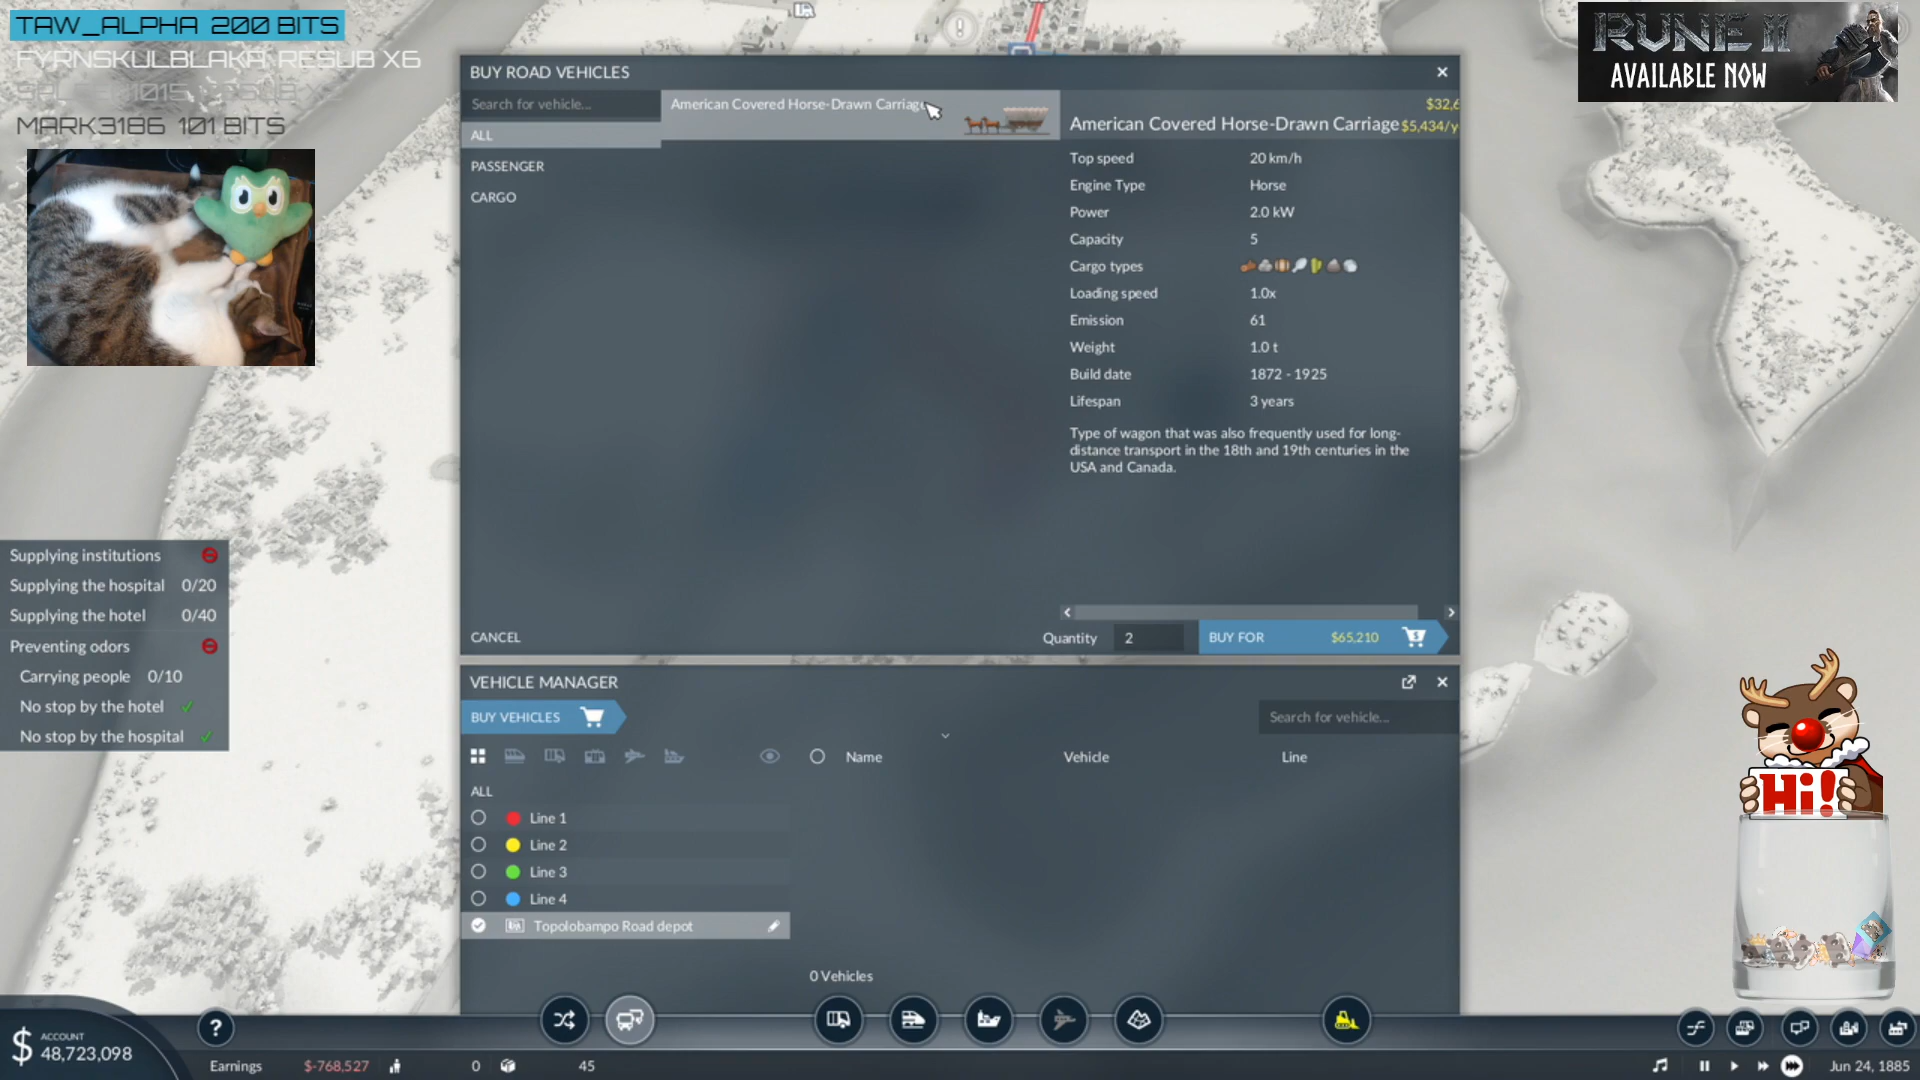 TAW_ALPHA 200 BITS
FYRNSKULBLAKA RESUB X6
MARK3186 101 BITS
RUNE II
AVAILABLE NOW
BUY ROAD VEHICLES
Search for vehicle...
ALL
PASSENGER
CARGO
American Covered Horse-Drawn Carriage
$32,6
American Covered Horse-Drawn Carriage $5,434/y
Top speed 20 km/h
Engine Type Horse
Power 2.0 kW
Capacity 5
Cargo types
Loading speed 1.0x
Emission 61
Weight 1.0 t
Build date 1872 - 1925
Lifespan 3 years
Type of wagon that was also frequently used for long-
distance transport in the 18th and 19th centuries in the
USA and Canada.
CANCEL
Quantity 2
BUY FOR $65,210
Supplying institutions
Supplying the hospital 0/20
Supplying the hotel 0/40
Preventing odors
Carrying people 0/10
No stop by the hotel
No stop by the hospital
VEHICLE MANAGER
BUY VEHICLES
Search for vehicle...
Name Vehicle Line
ALL
Line 1
Line 2
Line 3
Line 4
Topolobampo Road depot
0 Vehicles
Hi!
?
$ ACCOUNT
48,723,098
Earnings $-768,527 0 45
Jun 24, 1885